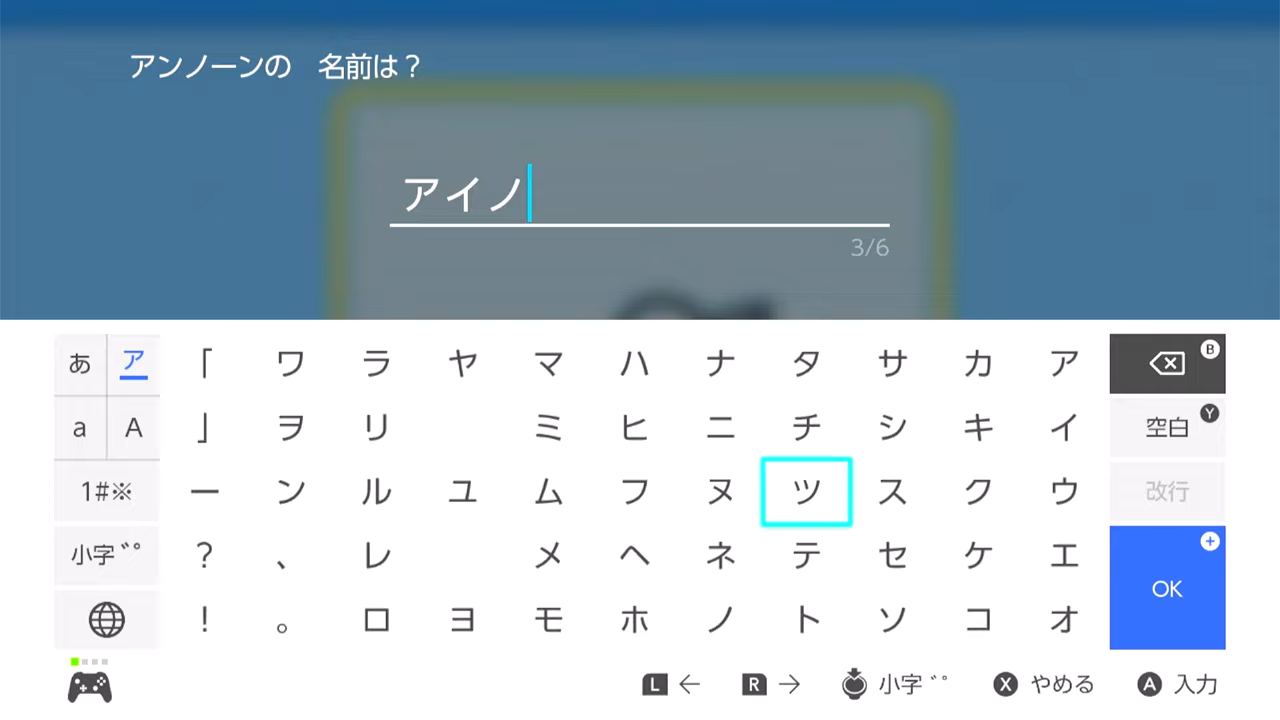 アンノーンの　名前は？
アイノ
3/6
あ ア 「 ワ ラ ヤ マ ハ ナ タ サ カ ア B
a A 」 ヲ リ ミ ヒ ニ チ シ キ イ 空白 Y
1#※ ー ン ル ユ ム フ ヌ ツ ス ク ウ 改行
小字゛゜ ? 、 レ メ ヘ ネ テ セ ケ エ +
OK
! 。 ロ ヨ モ ホ ノ ト ソ コ オ
L ← R → 小字゛゜ X やめる A 入力